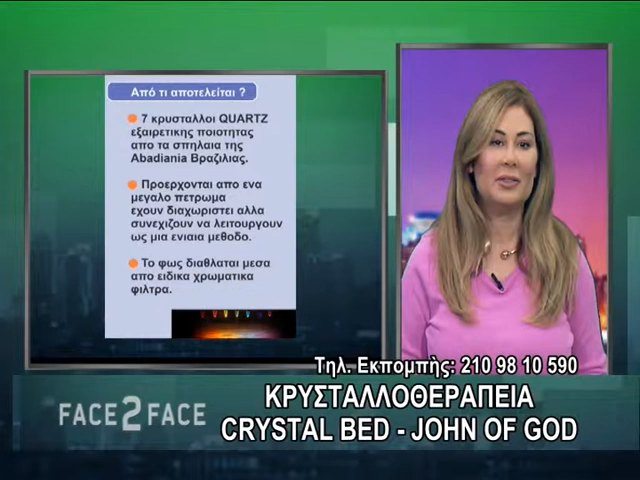 Από τι αποτελείται ?
7 κρυσταλλοι QUARTZ
εξαιρετικης ποιοτητας
απο τα σπηλαια της
Abadiania Βραζιλιας.
Προερχονται απο ενα
μεγαλο πετρωμα
εχουν διαχωριστει αλλα
συνεχιζουν να λειτουργουν
ως μια ενιαια μεθοδο.
Το φως διαθλαται μεσα
απο ειδικα χρωματικα
φιλτρα.
Τηλ. Εκπομπὴς: 210 98 10 590
FACE2FACE
ΚΡΥΣΤΑΛΛΟΘΕΡΑΠΕΙΑ
CRYSTAL BED - JOHN OF GOD